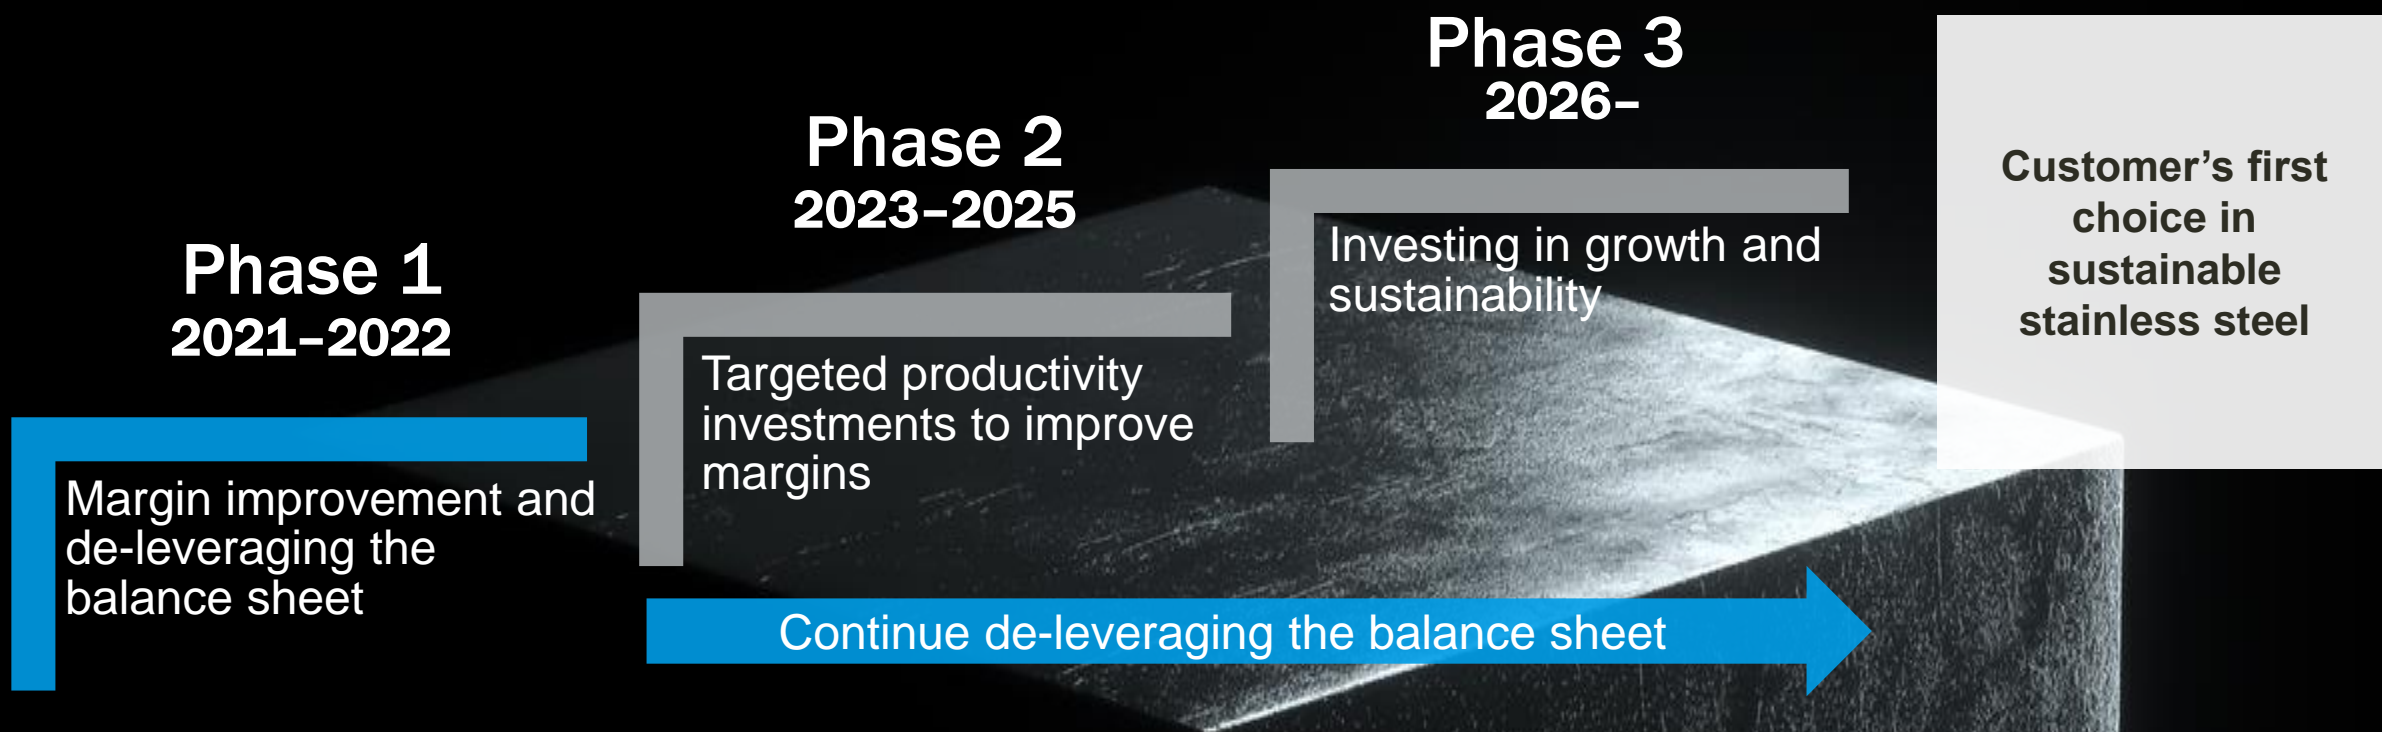 Phase 1
2021–2022
Margin improvement and
de-leveraging the
balance sheet
Phase 2
2023–2025
Targeted productivity
investments to improve
margins
Phase 3
2026–
Investing in growth and
sustainability
Continue de-leveraging the balance sheet
Customer’s first
choice in
sustainable
stainless steel